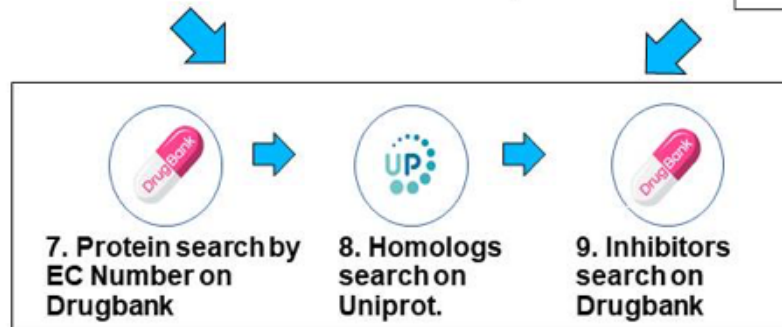 DrugBank
UP
DrugBank
7. Protein search by
EC Number on
Drugbank
8. Homologs
search on
Uniprot.
9. Inhibitors
search on
Drugbank